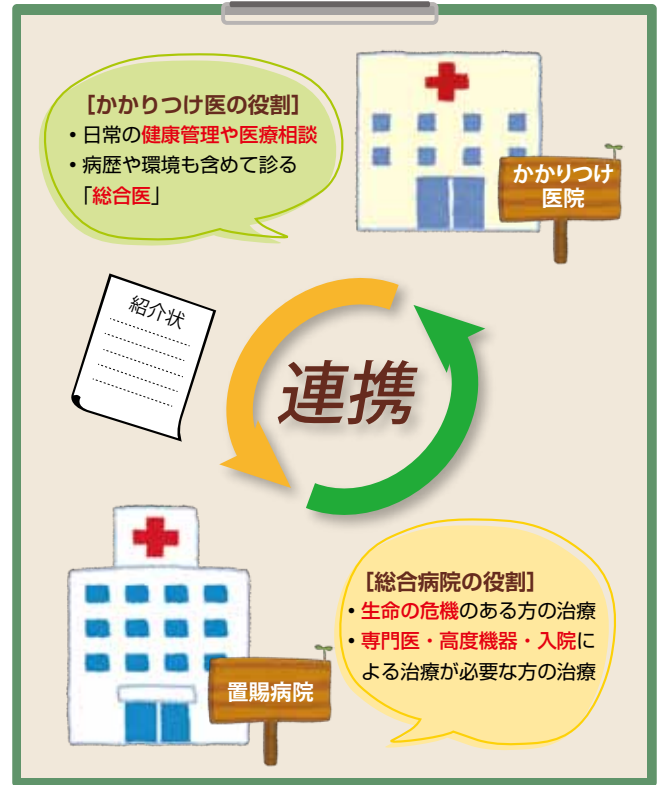 ［かかりつけ医の役割］
・日常の健康管理や医療相談
・病歴や環境も含めて診る
「総合医」
かかりつけ
医院
紹介状
連携
［総合病院の役割］
・生命の危機のある方の治療
・専門医・高度機器・入院に
よる治療が必要な方の治療
置賜病院